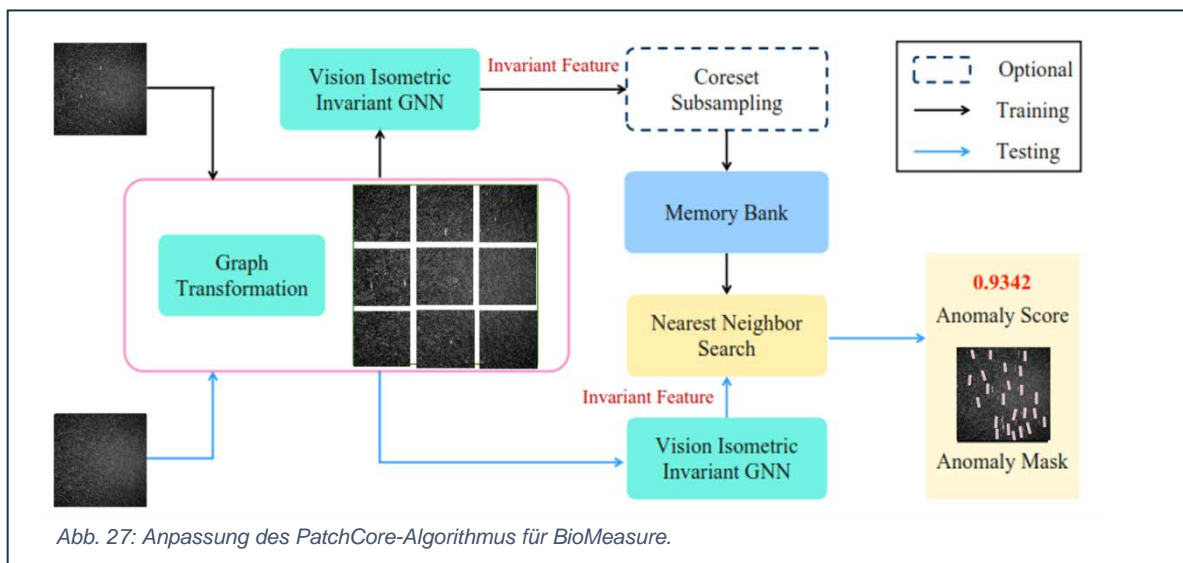 Vision Isometric
Invariant GNN
Invariant Feature
Coreset
Subsampling
Optional
Training
Testing
Graph
Transformation
Memory Bank
Nearest Neighbor
Search
0.9342
Anomaly Score
Anomaly Mask
Invariant Feature
Vision Isometric
Invariant GNN
Abb. 27: Anpassung des PatchCore-Algorithmus für BioMeasure.